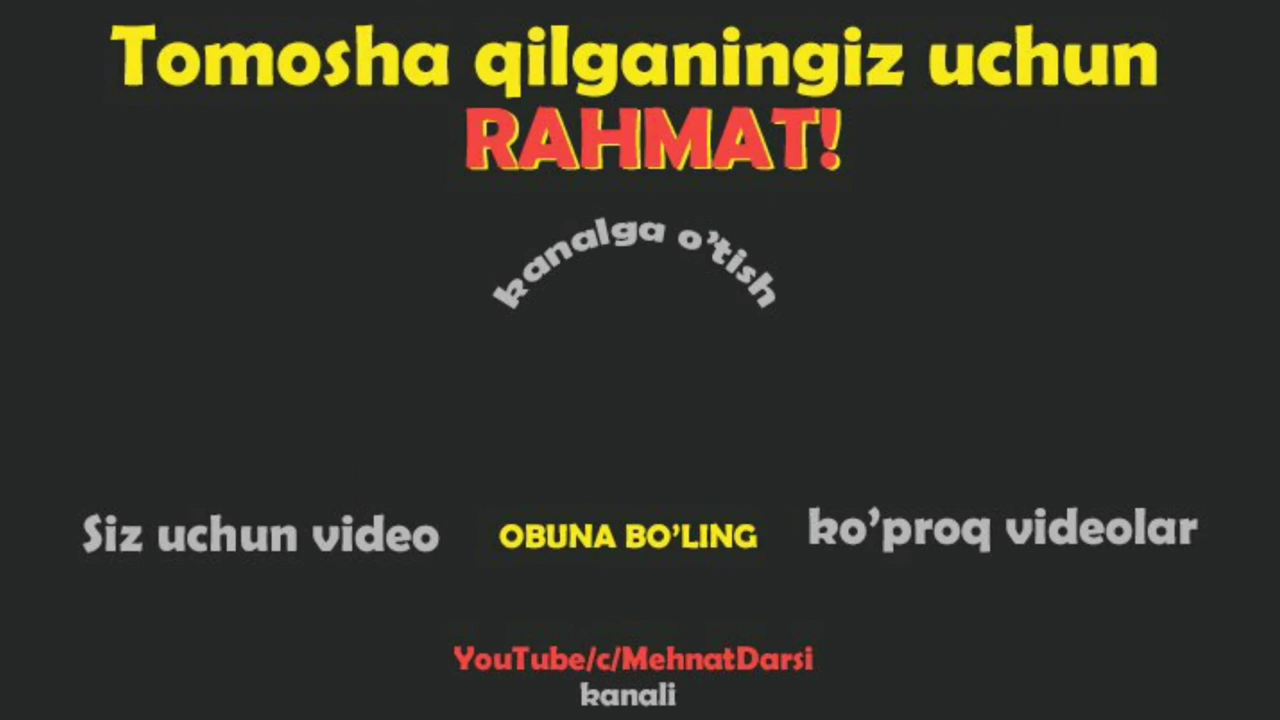 Tomosha qilganingiz uchun
RAHMAT!
kanalga o’tish
Siz uchun video
OBUNA BO’LING
ko’proq videolar
YouTube/c/MehnatDarsi
kanali